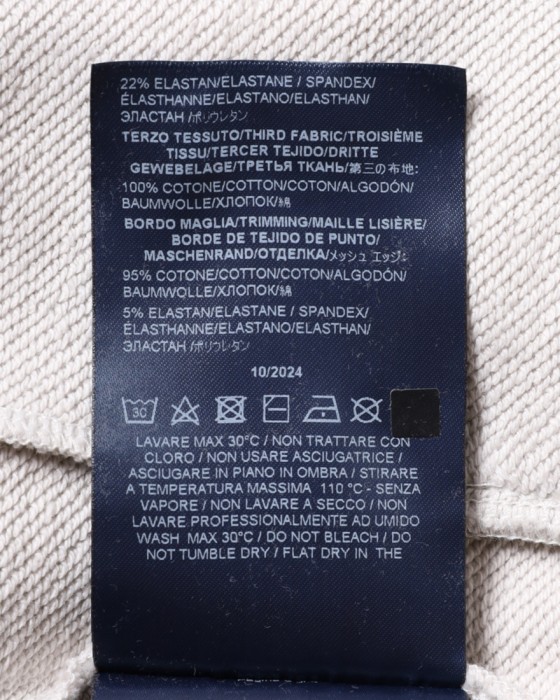 22% ELASTAN/ÉLASTANE / SPANDEX/
ÉLASTHANNE/ELASTANO/ELASTHAN/
ЭЛАСТАН /ポリウレタン
TERZO TESSUTO/THIRD FABRIC/TROISIÈME
TISSU/TERCER TEJIDO/DRITTE
GEWEBELAGE/ТРЕТЬЯ ТКАНЬ/第三の布地:
100% COTONE/COTTON/COTON/ALGODÓN/
BAUMWOLLE/ХЛОПОК/綿
BORDO MAGLIA/TRIMMING/MAILLE LISIÈRE/
BORDE DE TEJIDO DE PUNTO/
MASCHENRAND/ОТДЕЛКА/メッシュ エッジ:
95% COTONE/COTTON/COTON/ALGODÓN/
BAUMWOLLE/ХЛОПОК/綿
5% ELASTAN/ELASTANE / SPANDEX/
ÉLASTHANNE/ELASTANO/ELASTHAN/
ЭЛАСТАН /ポリウレタン
10/2024
30
LAVARE MAX 30°C / NON TRATTARE CON
CLORO / NON USARE ASCIUGATRICE /
ASCIUGARE IN PIANO IN OMBRA / STIRARE
A TEMPERATURA MASSIMA 110 °C - SENZA
VAPORE / NON LAVARE A SECCO / NON
LAVARE PROFESSIONALMENTE AD UMIDO
WASH MAX 30°C / DO NOT BLEACH / DO
NOT TUMBLE DRY / FLAT DRY IN THE